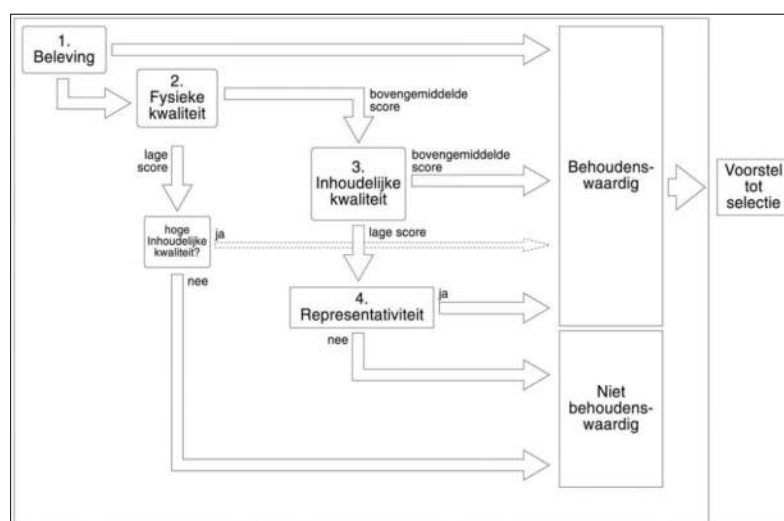 1.
Beleving
2.
Fysieke
kwaliteit
bovengemiddelde
score
lage
score
3.
Inhoudelijke
kwaliteit
bovengemiddelde
score
Behoudens-
waardig
Voorstel
tot
selectie
hoge
Inhoudelijke
kwaliteit?
ja
lage score
nee
4.
Representativiteit
ja
nee
Niet
behoudens-
waardig